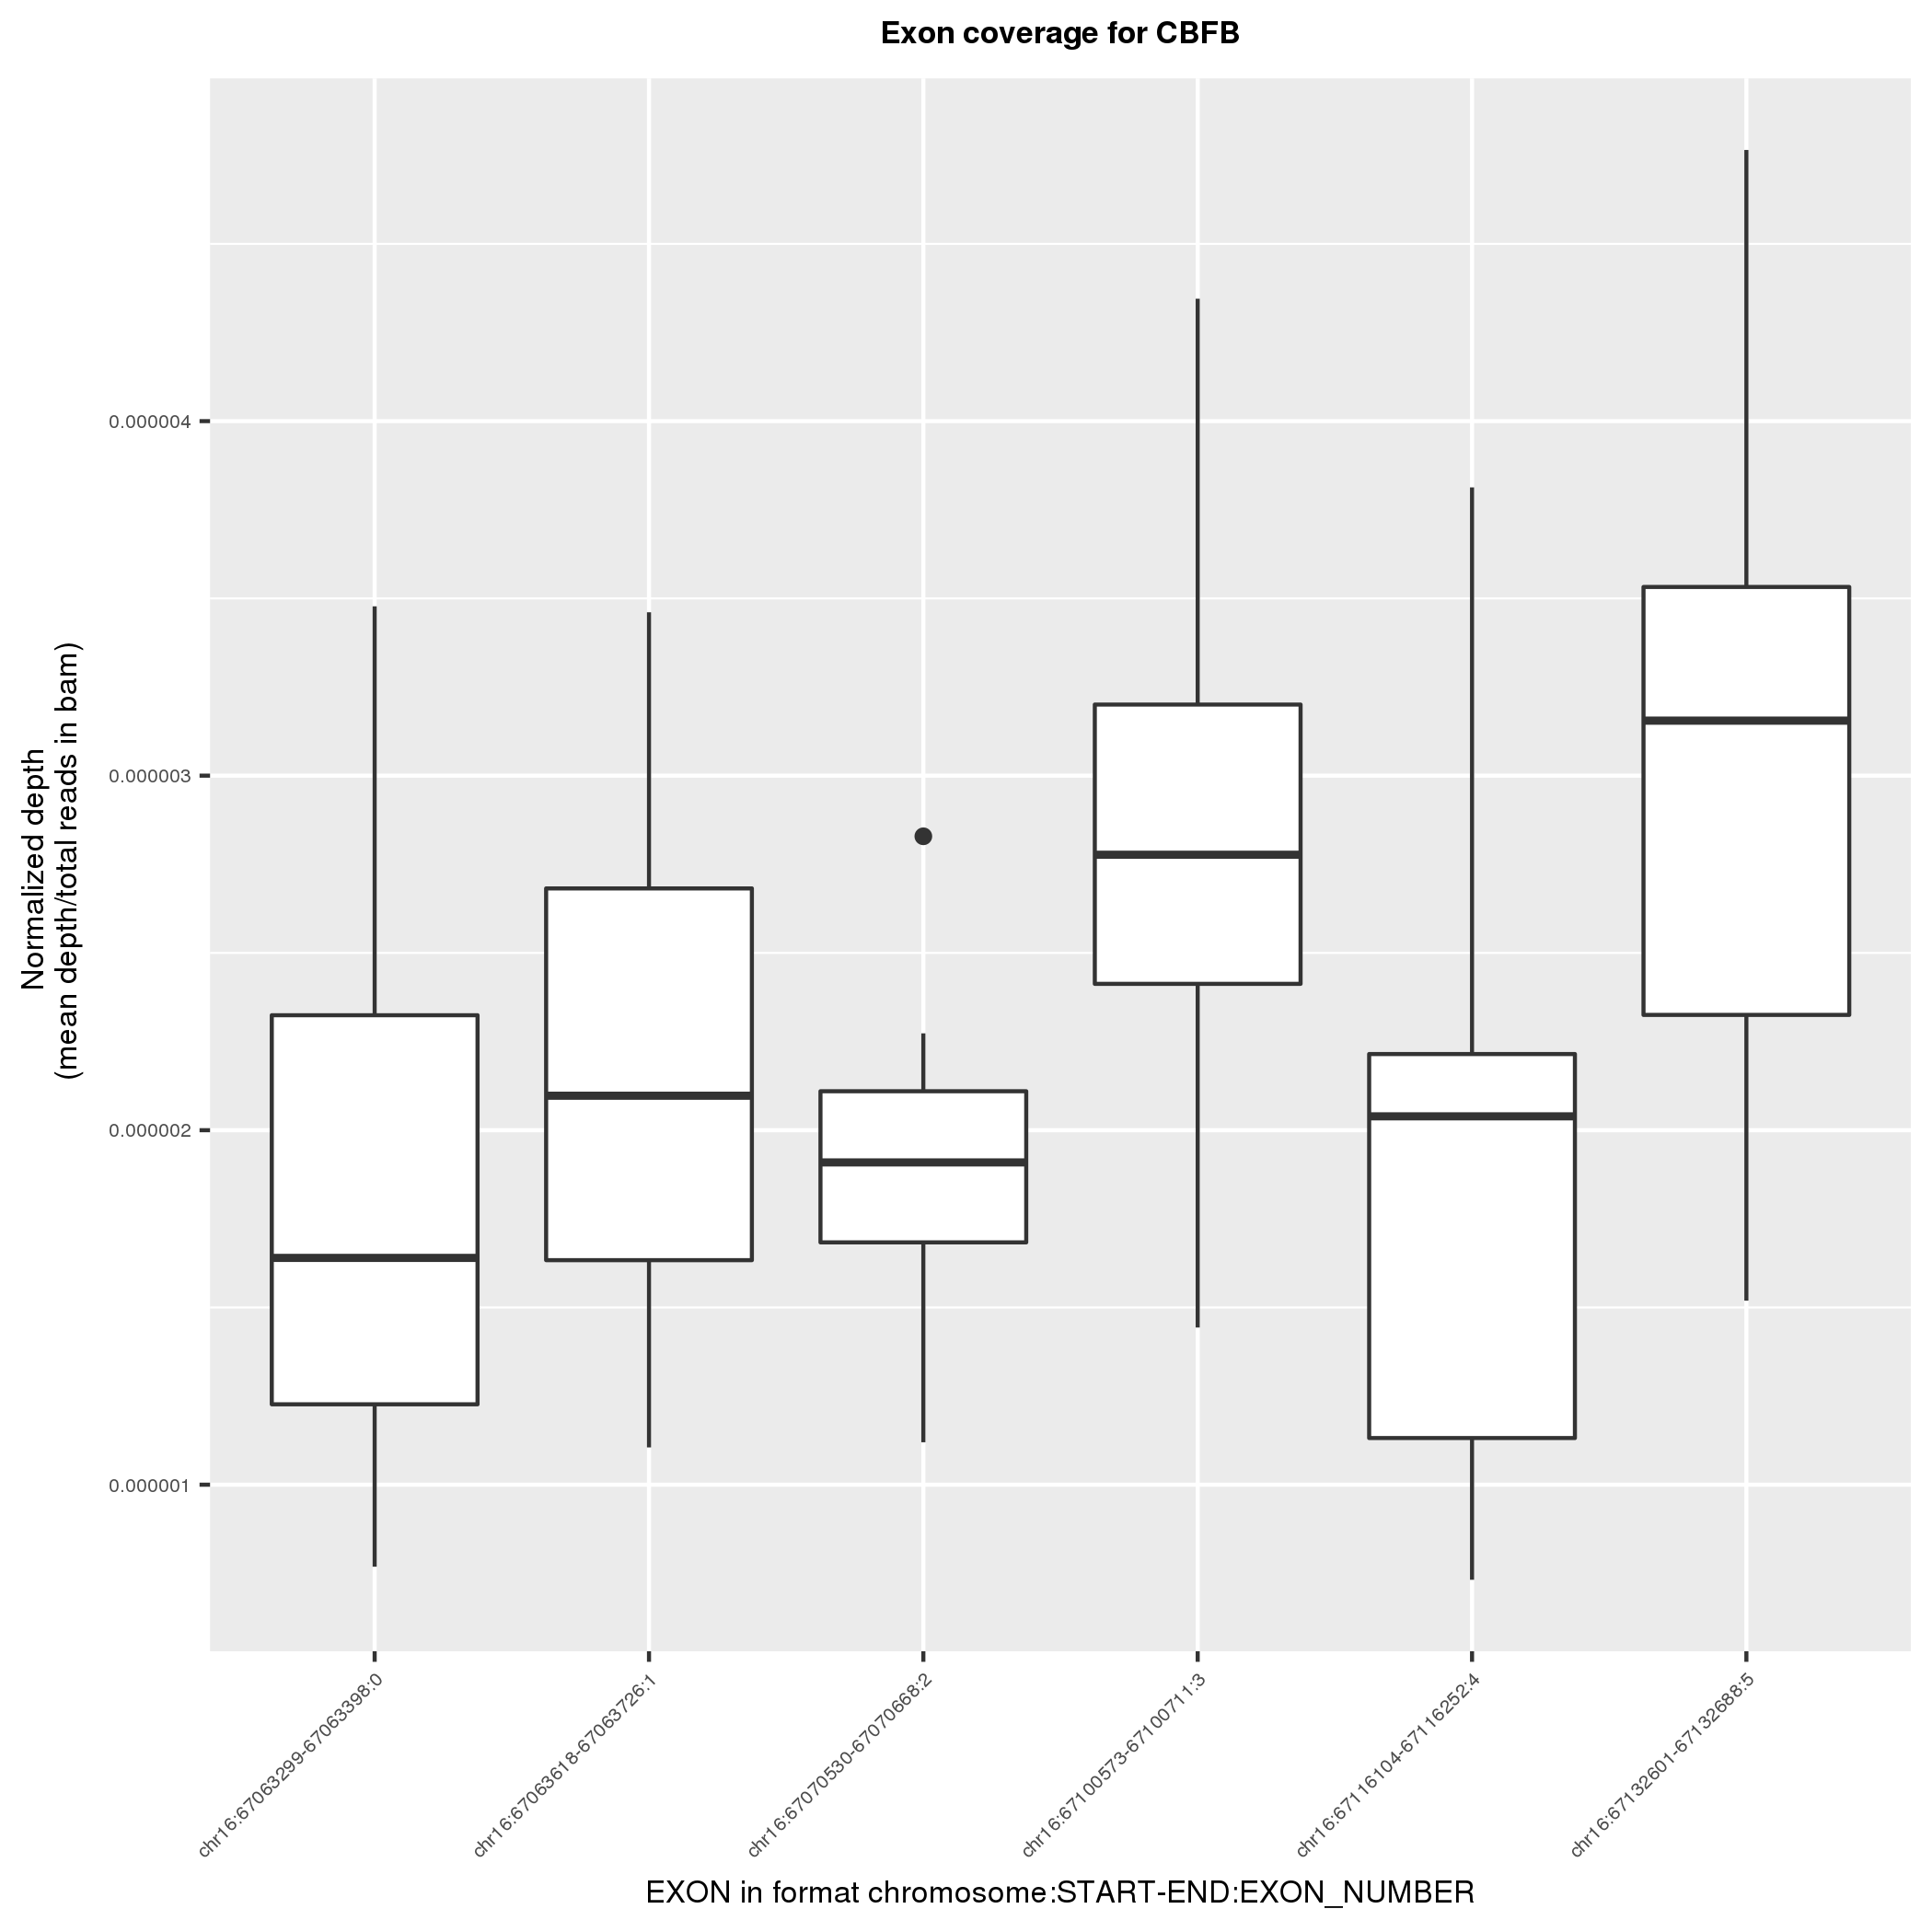 Exon coverage for CBFB
Normalized depth
(mean depth/total reads in bam)
0.000004
0.000003
0.000002
0.000001
chr16:67063299-67063398:0
chr16:67063618-67063726:1
chr16:67070530-67070668:2
chr16:67100573-67100711:3
chr16:67116104-67116252:4
chr16:67132601-67132688:5
EXON in format chromosome:START-END:EXON_NUMBER